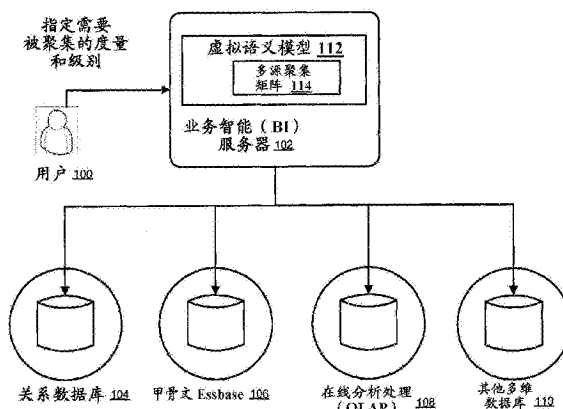 指定需要
被聚集的度量
和级别
虚拟语义模型 112
多源聚集
矩阵 114
业务智能（BI）
服务器 102
用户 100
关系数据库 104
甲骨文 Essbase 106
在线分析处理
（OLAP） 108
其他多维
数据库 110